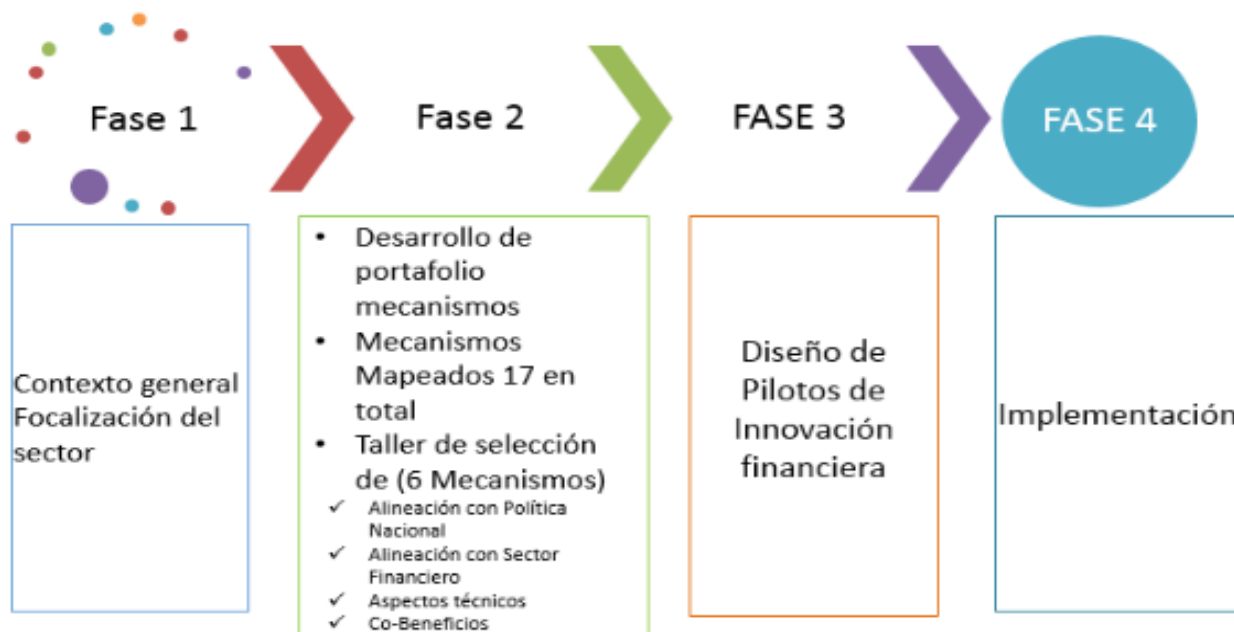 Fase 1
Fase 2
FASE 3
FASE 4
Contexto general
Focalización del
sector
• Desarrollo de
portafolio
mecanismos
• Mecanismos
Mapeados 17 en
total
• Taller de selección
de (6 Mecanismos)
✓ Alineación con Política
Nacional
✓ Alineación con Sector
Financiero
✓ Aspectos técnicos
✓ Co-Beneficios
Diseño de
Pilotos de
Innovación
financiera
Implementación